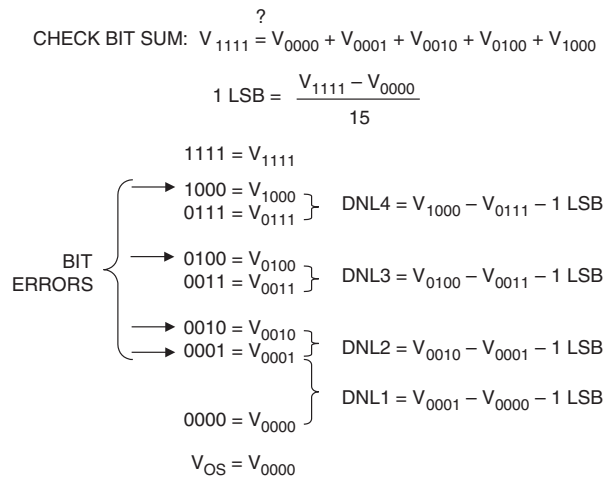 ?
CHECK BIT SUM: V1111 = V0000 + V0001 + V0010 + V0100 + V1000
1 LSB = V1111 – V0000
15
1111 = V1111
1000 = V1000
0111 = V0111
DNL4 = V1000 – V0111 – 1 LSB
BIT
ERRORS
0100 = V0100
0011 = V0011
DNL3 = V0100 – V0011 – 1 LSB
0010 = V0010
0001 = V0001
DNL2 = V0010 – V0001 – 1 LSB
DNL1 = V0001 – V0000 – 1 LSB
0000 = V0000
VOS = V0000